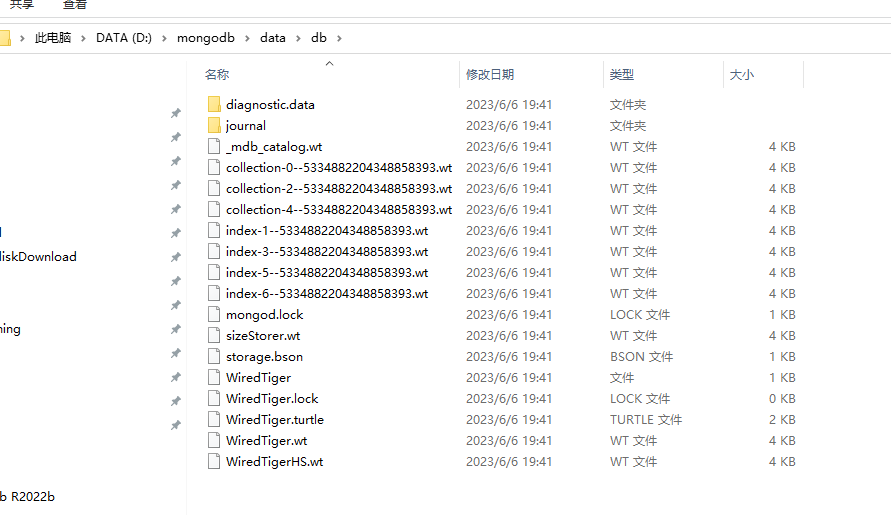 共享 查看
此电脑 > DATA (D:) > mongodb > data > db >
名称 修改日期 类型 大小
diagnostic.data 2023/6/6 19:41 文件夹
journal 2023/6/6 19:41 文件夹
_mdb_catalog.wt 2023/6/6 19:41 WT 文件 4 KB
collection-0--5334882204348858393.wt 2023/6/6 19:41 WT 文件 4 KB
collection-2--5334882204348858393.wt 2023/6/6 19:41 WT 文件 4 KB
collection-4--5334882204348858393.wt 2023/6/6 19:41 WT 文件 4 KB
index-1--5334882204348858393.wt 2023/6/6 19:41 WT 文件 4 KB
index-3--5334882204348858393.wt 2023/6/6 19:41 WT 文件 4 KB
diskDownload index-5--5334882204348858393.wt 2023/6/6 19:41 WT 文件 4 KB
index-6--5334882204348858393.wt 2023/6/6 19:41 WT 文件 4 KB
mongod.lock 2023/6/6 19:41 LOCK 文件 1 KB
ning sizeStorer.wt 2023/6/6 19:41 WT 文件 4 KB
storage.bson 2023/6/6 19:41 BSON 文件 1 KB
WiredTiger 2023/6/6 19:41 文件 1 KB
WiredTiger.lock 2023/6/6 19:41 LOCK 文件 0 KB
WiredTiger.turtle 2023/6/6 19:41 TURTLE 文件 2 KB
WiredTiger.wt 2023/6/6 19:41 WT 文件 4 KB
WiredTigerHS.wt 2023/6/6 19:41 WT 文件 4 KB
b R2022b